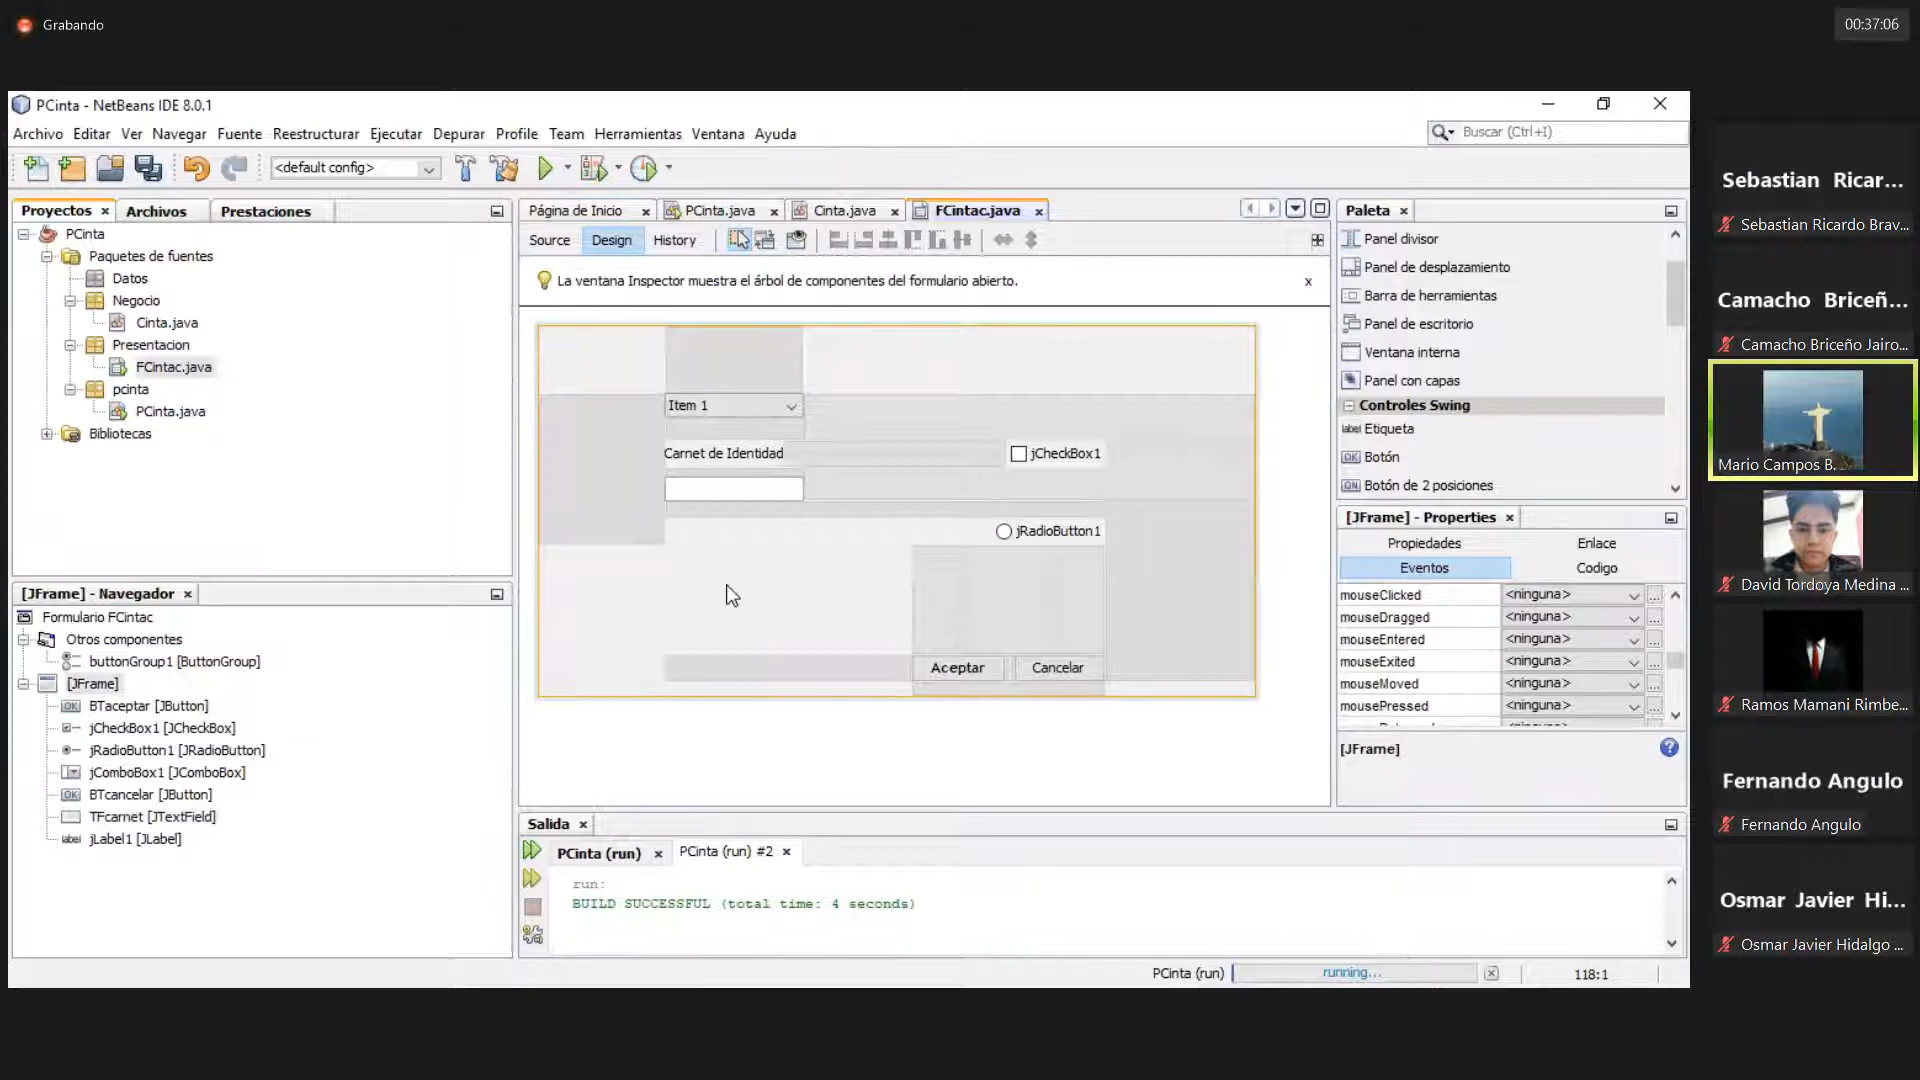 Grabando
00:37:06
PCinta - NetBeans IDE 8.0.1
Archivo Editar Ver Navegar Fuente Reestructurar Ejecutar Depurar Profile Team Herramientas Ventana Ayuda
Buscar (Ctrl+I)
<default config>
Proyectos
Archivos
Prestaciones
PCinta
Paquetes de fuentes
Datos
Negocio
Cinta.java
Presentacion
FCintac.java
pcinta
PCinta.java
Bibliotecas
[JFrame] - Navegador
Formulario FCintac
Otros componentes
buttonGroup1 [ButtonGroup]
[JFrame]
BTaceptar [JButton]
jCheckBox1 [JCheckBox]
jRadioButton1 [JRadioButton]
jComboBox1 [JComboBox]
BTcancelar [JButton]
TFcarnet [JTextField]
label jLabel1 [JLabel]
Página de Inicio
PCinta.java
Cinta.java
FCintac.java
Source Design History
La ventana Inspector muestra el árbol de componentes del formulario abierto. x
Item 1
Carnet de Identidad
jCheckBox1
jRadioButton1
Aceptar
Cancelar
Salida
PCinta (run)
PCinta (run) #2
run:
BUILD SUCCESSFUL (total time: 4 seconds)
PCinta (run)
running...
118:1
Paleta
Panel divisor
Panel de desplazamiento
Barra de herramientas
Panel de escritorio
Ventana interna
Panel con capas
Controles Swing
label Etiqueta
OK Botón
ON Botón de 2 posiciones
[JFrame] - Properties
Propiedades
Enlace
Eventos
Codigo
mouseClicked <ninguna> ...
mouseDragged <ninguna> ...
mouseEntered <ninguna> ...
mouseExited <ninguna> ...
mouseMoved <ninguna> ...
mousePressed <ninguna> ...
[JFrame]
Sebastian Ricar...
Sebastian Ricardo Brav...
Camacho Briceñ...
Camacho Briceño Jairo...
Mario Campos B...
David Tordoya Medina ...
Ramos Mamani Rimbe...
Fernando Angulo
Fernando Angulo
Osmar Javier Hi...
Osmar Javier Hidalgo ...